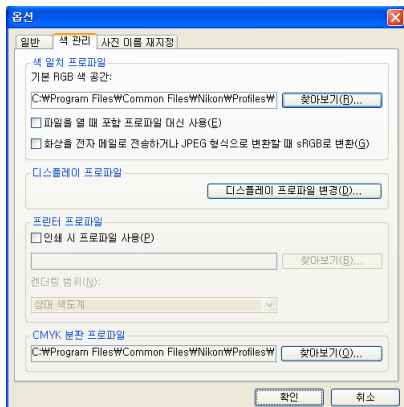 옵션
일반 색 관리 사진 이름 재지정
색 일치 프로파일
기본 RGB 색 공간:
C:₩Program Files₩Common Files₩Nikon₩Profiles₩ 찾아보기(R)...
파일을 열 때 포함 프로파일 대신 사용(E)
화상을 전자 메일로 전송하거나 JPEG 형식으로 변환할 때 sRGB로 변환(G)
디스플레이 프로파일
디스플레이 프로파일 변경(D)...
프린터 프로파일
인쇄 시 프로파일 사용(P)
찾아보기(B)...
렌더링 범위(N):
상대 색도계
CMYK 분판 프로파일
C:₩Program Files₩Common Files₩Nikon₩Profiles₩ 찾아보기(O)...
확인 취소